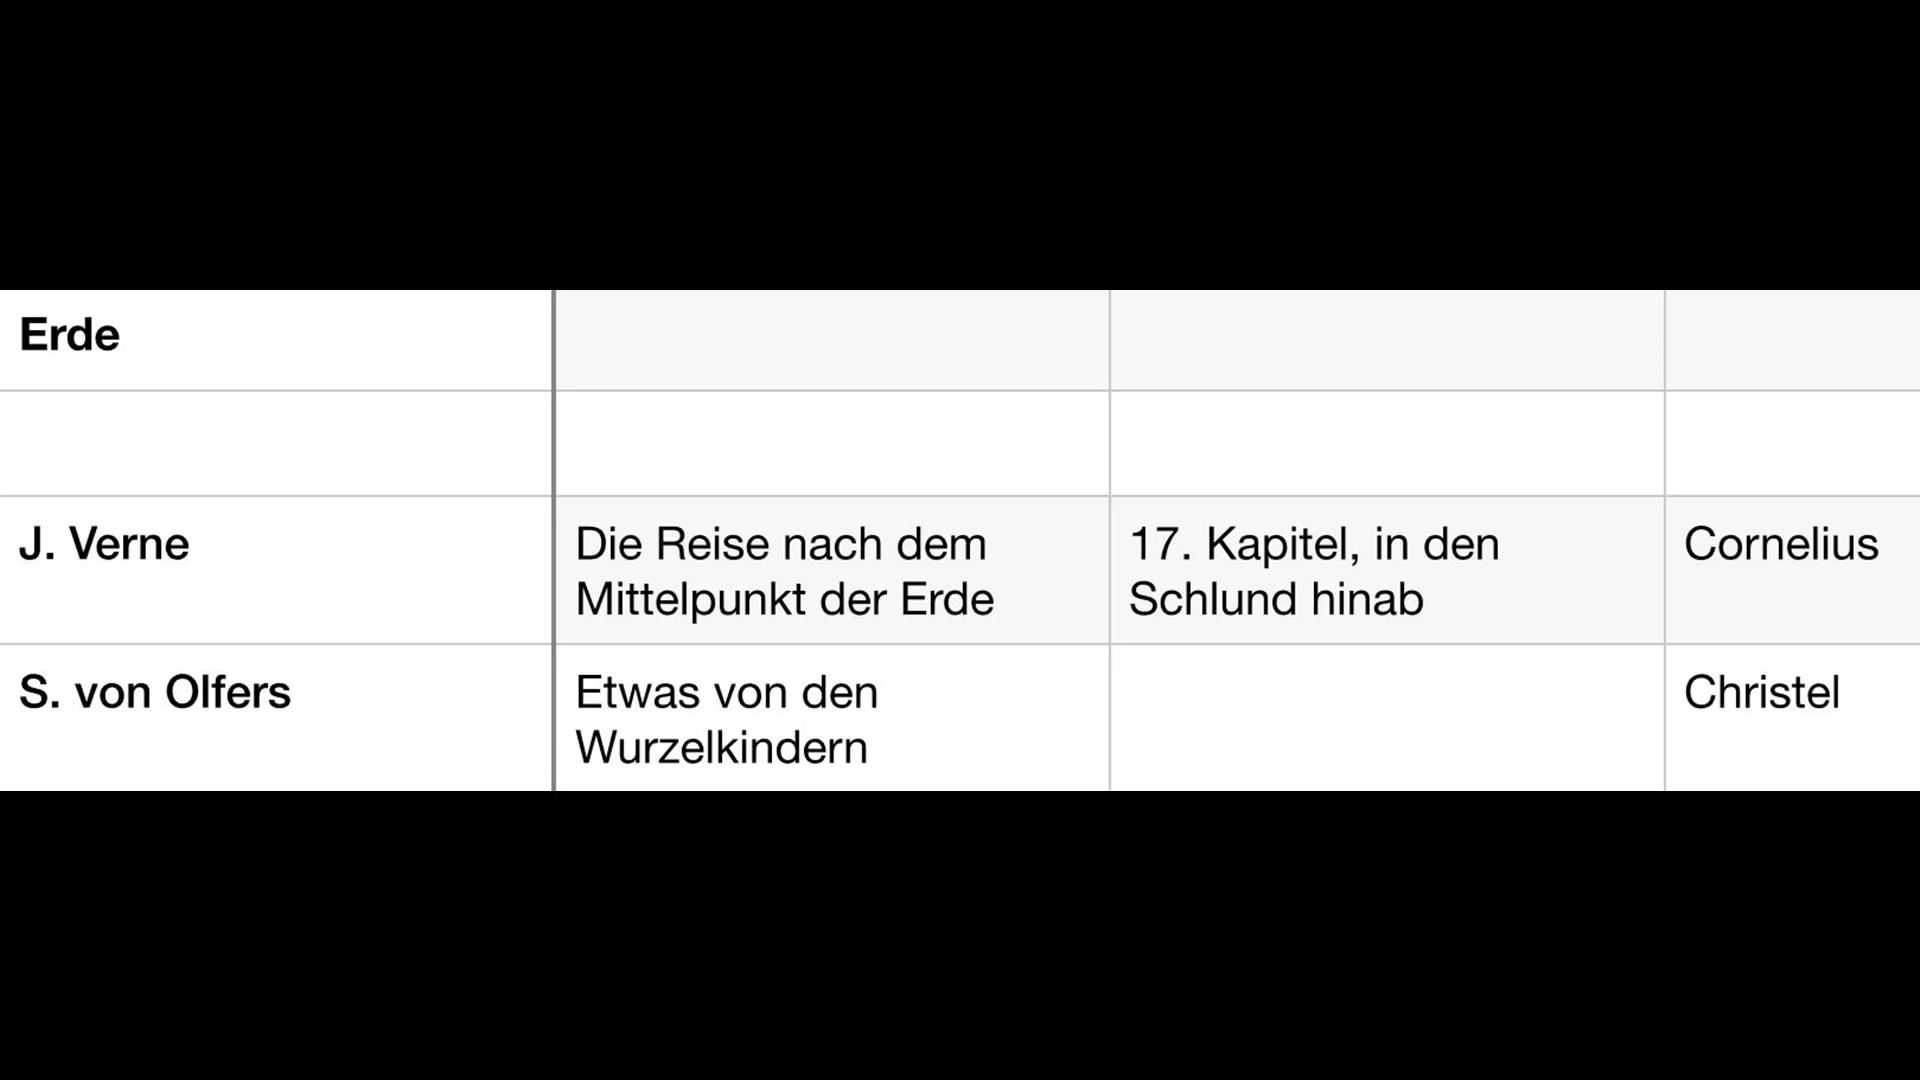 Erde
J. Verne
Die Reise nach dem
Mittelpunkt der Erde
17. Kapitel, in den
Schlund hinab
Cornelius
S. von Olfers
Etwas von den
Wurzelkindern
Christel